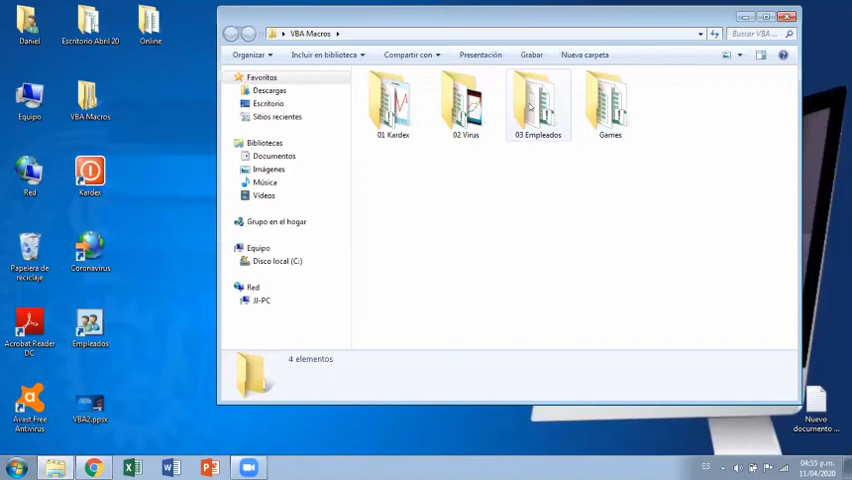 Daniel
Escritorio Abril 20
Online
Equipo
VBA Macros
Red
Kardex
Papelera de
reciclaje
Coronavirus
Acrobat Reader
DC
Empleados
Avast Free
Antivirus
VBA2.ppsx
VBA Macros
Buscar VBA ...
Organizar
Incluir en biblioteca
Compartir con
Presentación
Grabar
Nueva carpeta
Favoritos
Descargas
Escritorio
Sitios recientes
Bibliotecas
Documentos
Imágenes
Música
Vídeos
Grupo en el hogar
Equipo
Disco local (C:)
Red
JJ-PC
01 Kardex
02 Virus
03 Empleados
Games
4 elementos
Nuevo
documento ...
ES
04:55 p.m.
11/04/2020